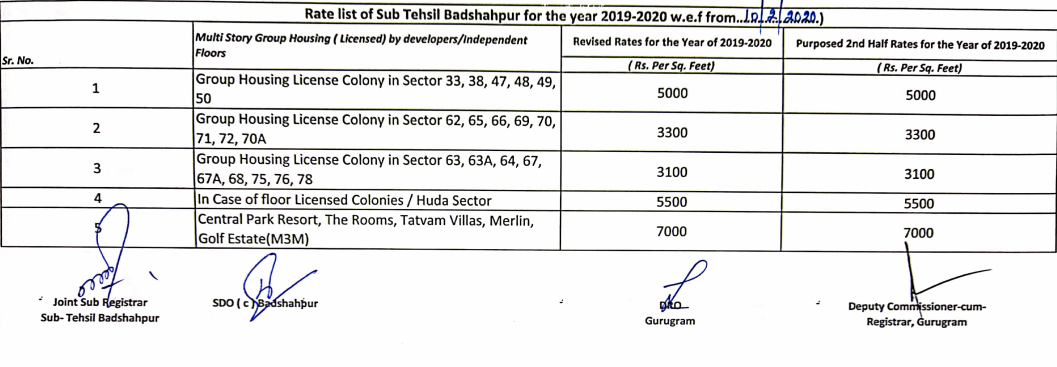 Rate list of Sub Tehsil Badshahpur for the year 2019-2020 w.e.f from..10/2/2020.)
Sr. No.
Multi Story Group Housing ( Licensed) by developers/Independent
Floors
Revised Rates for the Year of 2019-2020
Purposed 2nd Half Rates for the Year of 2019-2020
( Rs. Per Sq. Feet)
( Rs. Per Sq. Feet)
1
Group Housing License Colony in Sector 33, 38, 47, 48, 49,
50
5000
5000
2
Group Housing License Colony in Sector 62, 65, 66, 69, 70,
71, 72, 70A
3300
3300
3
Group Housing License Colony in Sector 63, 63A, 64, 67,
67A, 68, 75, 76, 78
3100
3100
4
In Case of floor Licensed Colonies / Huda Sector
5500
5500
5
Central Park Resort, The Rooms, Tatvam Villas, Merlin,
Golf Estate(M3M)
7000
7000
Joint Sub Registrar
Sub- Tehsil Badshahpur
SDO ( c ) Badshahpur
Gurugram
Deputy Commissioner-cum-
Registrar, Gurugram